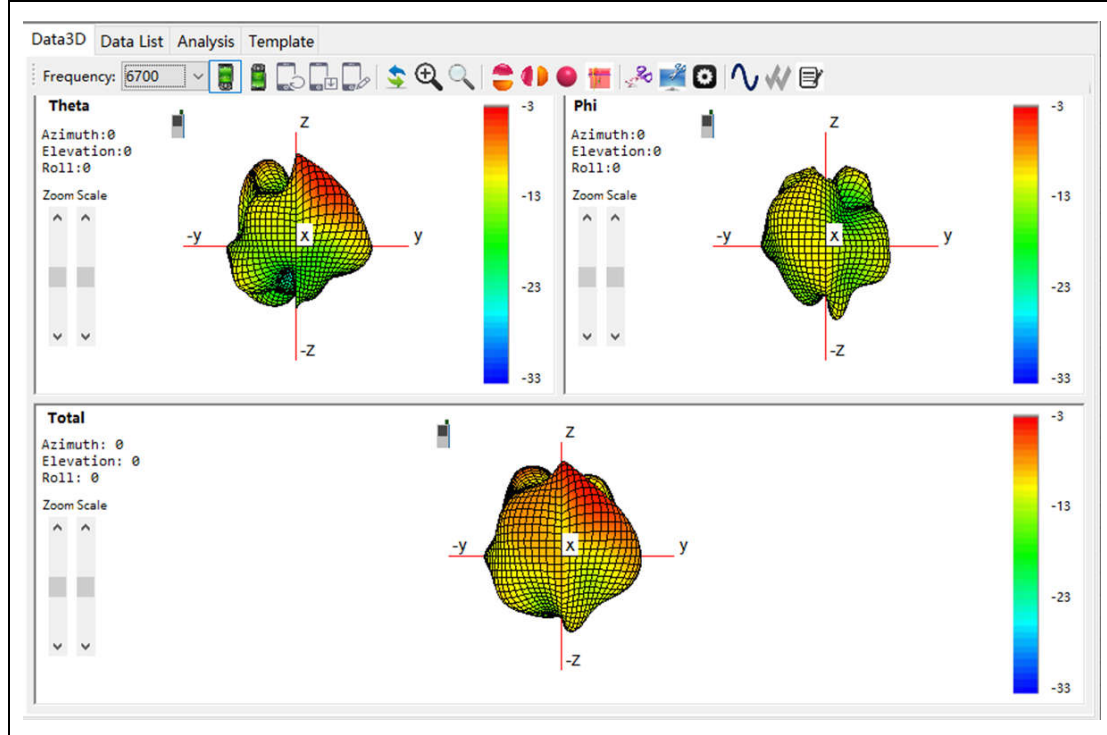 Data3D Data List Analysis Template
Frequency: 6700
Theta
Azimuth:0
Elevation:0
Roll:0
Zoom Scale
Z
-y
x
y
-Z
-3
-13
-23
-33
Phi
Azimuth:0
Elevation:0
Roll:0
Zoom Scale
Z
-y
x
y
-Z
-3
-13
-23
-33
Total
Azimuth: 0
Elevation: 0
Roll: 0
Zoom Scale
Z
-y
x
y
-Z
-3
-13
-23
-33